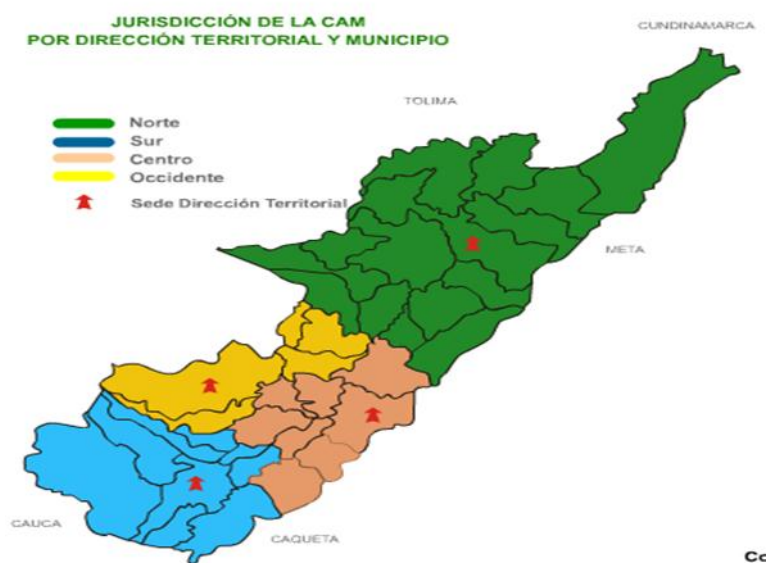 JURISDICCIÓN DE LA CAM
POR DIRECCIÓN TERRITORIAL Y MUNICIPIO
CUNDINAMARCA
TOLIMA
Norte
Sur
Centro
Occidente
Sede Dirección Territorial
META
CAUCA
CAQUETA
Co